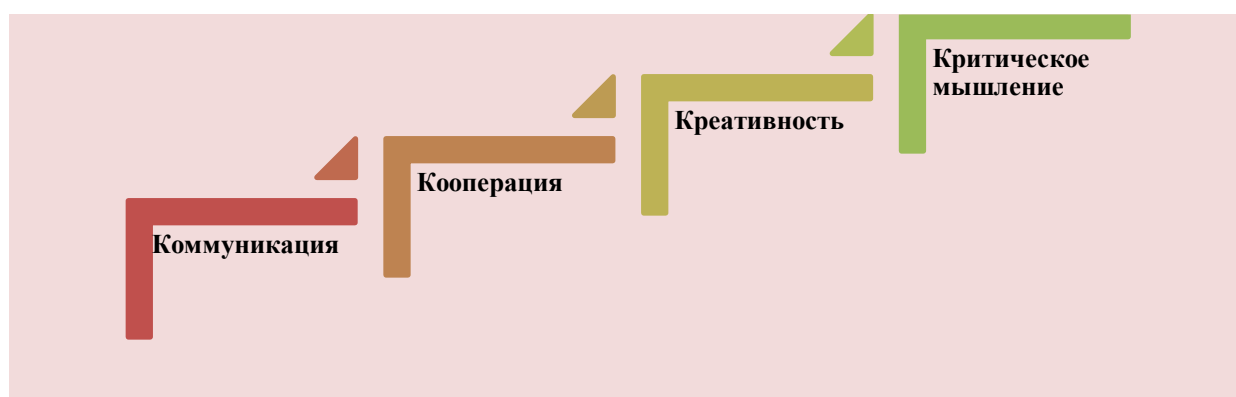 Коммуникация
Кооперация
Креативность
Критическое
мышление